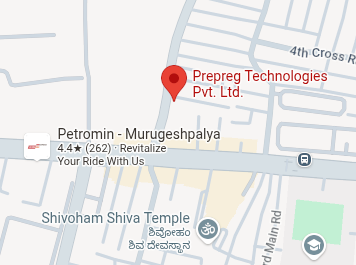 4th Cross R
Prepreg Technologies
Pvt. Ltd.
Petromin - Murugeshpalya
4.4★ (262) · Revitalize
Your Ride With Us
Shivoham Shiva Temple
ಶಿವೋಹಂ
ಶಿವ ದೇವಸ್ಥಾನ
rd Main Rd